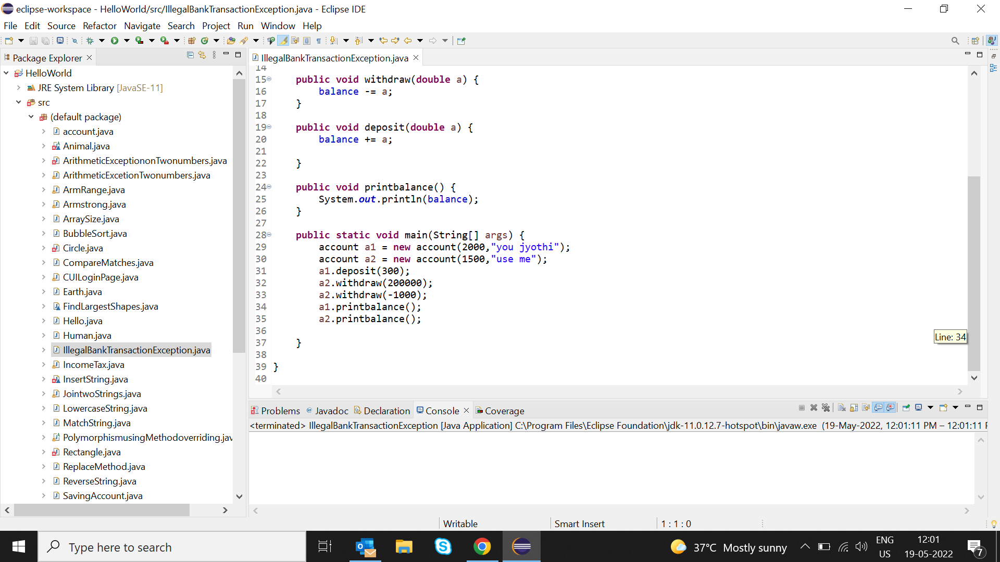 eclipse-workspace - HelloWorld/src/IllegalBankTransactionException.java - Eclipse IDE
File Edit Source Refactor Navigate Search Project Run Window Help
Package Explorer
HelloWorld
JRE System Library [JavaSE-11]
src
(default package)
account.java
Animal.java
ArithmeticExceptiononTwonumbers.java
ArithmeticExcetionTwonumbers.java
ArmRange.java
Armstrong.java
ArraySize.java
BubbleSort.java
Circle.java
CompareMatches.java
CUILoginPage.java
Earth.java
FindLargestShapes.java
Hello.java
Human.java
IllegalBankTransactionException.java
IncomeTax.java
InsertString.java
JointwoStrings.java
LowercaseString.java
MatchString.java
PolymorphismusingMethodoverriding.jav
Rectangle.java
ReplaceMethod.java
ReverseString.java
SavingAccount.java
IllegalBankTransactionException.java
14
15 public void withdraw(double a) {
16 balance -= a;
17 }
18
19 public void deposit(double a) {
20 balance += a;
21
22 }
23
24 public void printbalance() {
25 System.out.println(balance);
26 }
27
28 public static void main(String[] args) {
29 account a1 = new account(2000,"you jyothi");
30 account a2 = new account(1500,"use me");
31 a1.deposit(300);
32 a2.withdraw(200000);
33 a2.withdraw(-1000);
34 a1.printbalance();
35 a2.printbalance();
36
37 }
38
39 }
40
Line: 34
Problems @ Javadoc Declaration Console Coverage
<terminated> IllegalBankTransactionException [Java Application] C:\Program Files\Eclipse Foundation\jdk-11.0.12.7-hotspot\bin\javaw.exe (19-May-2022, 12:01:11 PM – 12:01:11 P
Writable Smart Insert 1 : 1 : 0
Type here to search
37°C Mostly sunny
ENG
US
12:01
19-05-2022
7